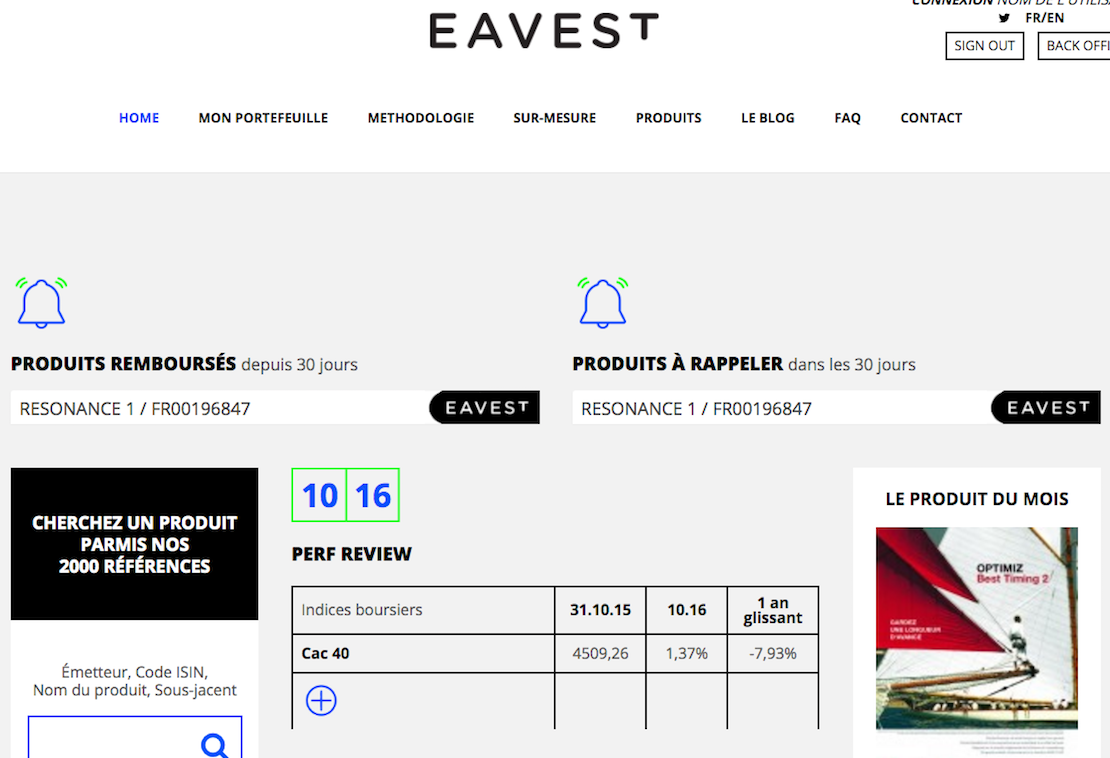 CONNEXION NOM DE L'UTILIS
EAVEST
FR/EN
SIGN OUT
BACK OFFI
HOME
MON PORTEFEUILLE
METHODOLOGIE
SUR-MESURE
PRODUITS
LE BLOG
FAQ
CONTACT
PRODUITS REMBOURSÉS depuis 30 jours
PRODUITS À RAPPELER dans les 30 jours
RESONANCE 1 / FR00196847
EAVEST
RESONANCE 1 / FR00196847
EAVEST
CHERCHEZ UN PRODUIT
PARMIS NOS
2000 RÉFÉRENCES
Émetteur, Code ISIN,
Nom du produit, Sous-jacent
10 16
PERF REVIEW
Indices boursiers 31.10.15 10.16 1 an
glissant
Cac 40 4509,26 1,37% -7,93%
LE PRODUIT DU MOIS
OPTIMIZ
Best Timing 2
GARDEZ
UNE LONGUEUR
D'AVANCE